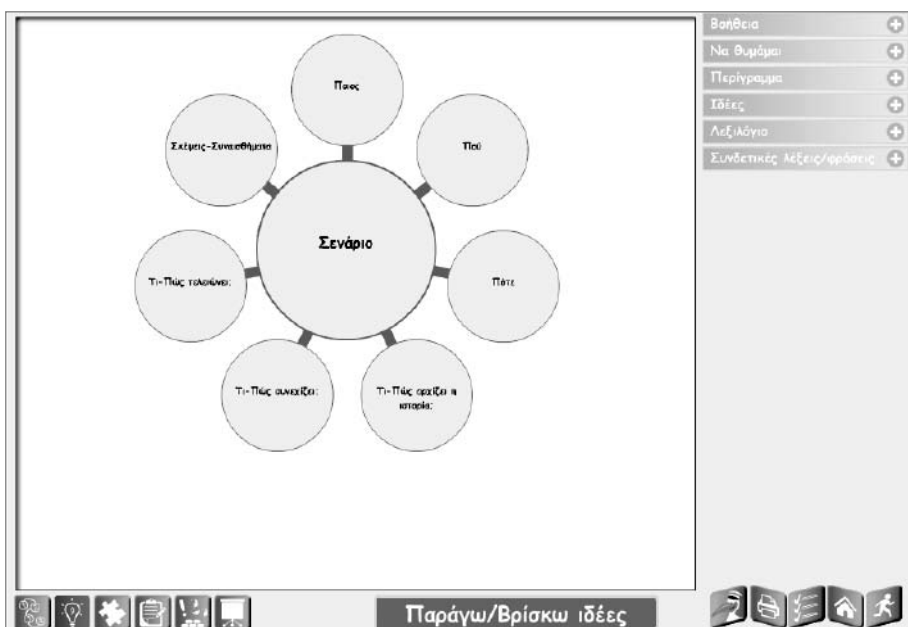 Ποιος
Πού
Πότε
Τι-Πώς αρχίζει η
ιστορία;
Τι-Πώς συνεχίζει;
Τι-Πώς τελειώνει;
Σκέψεις-Συναισθήματα
Σενάριο
Βοήθεια
Να θυμάμαι
Περίγραμμα
Ιδέες
Λεξιλόγιο
Συνδετικές λέξεις/φράσεις
Παράγω/Βρίσκω ιδέες